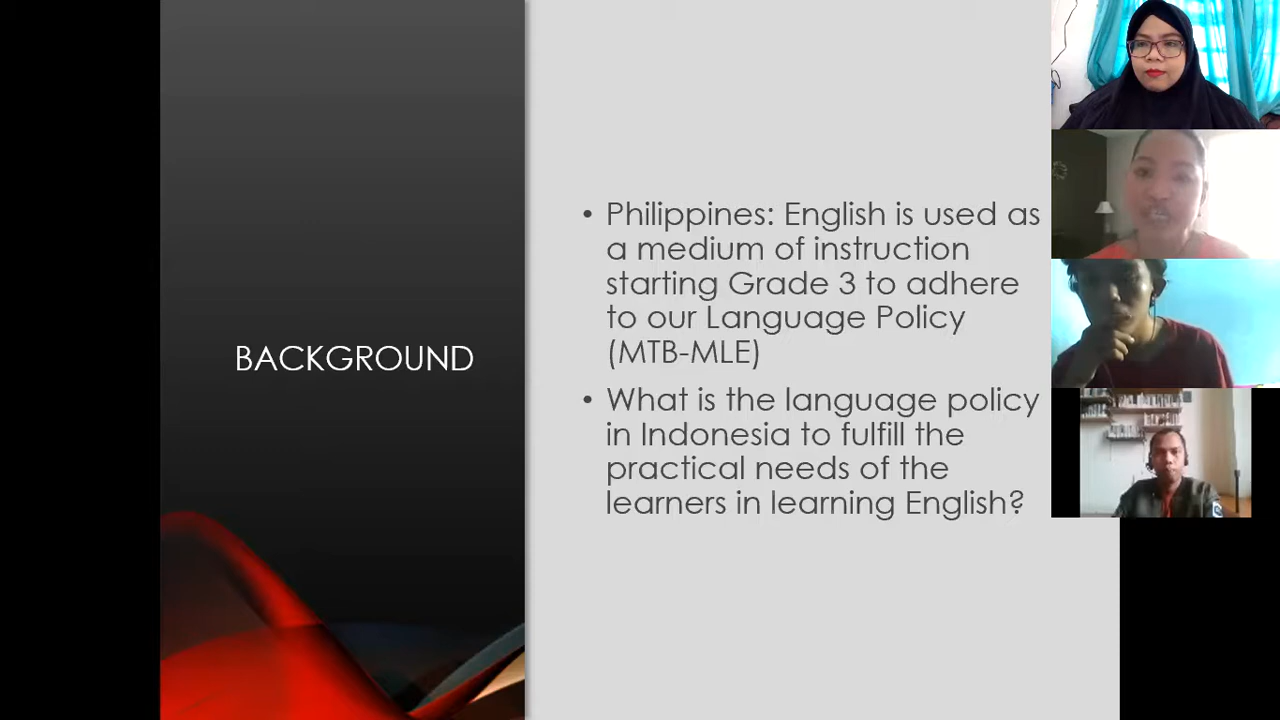 BACKGROUND
• Philippines: English is used as
a medium of instruction
starting Grade 3 to adhere
to our Language Policy
(MTB-MLE)
• What is the language policy
in Indonesia to fulfill the
practical needs of the
learners in learning English?